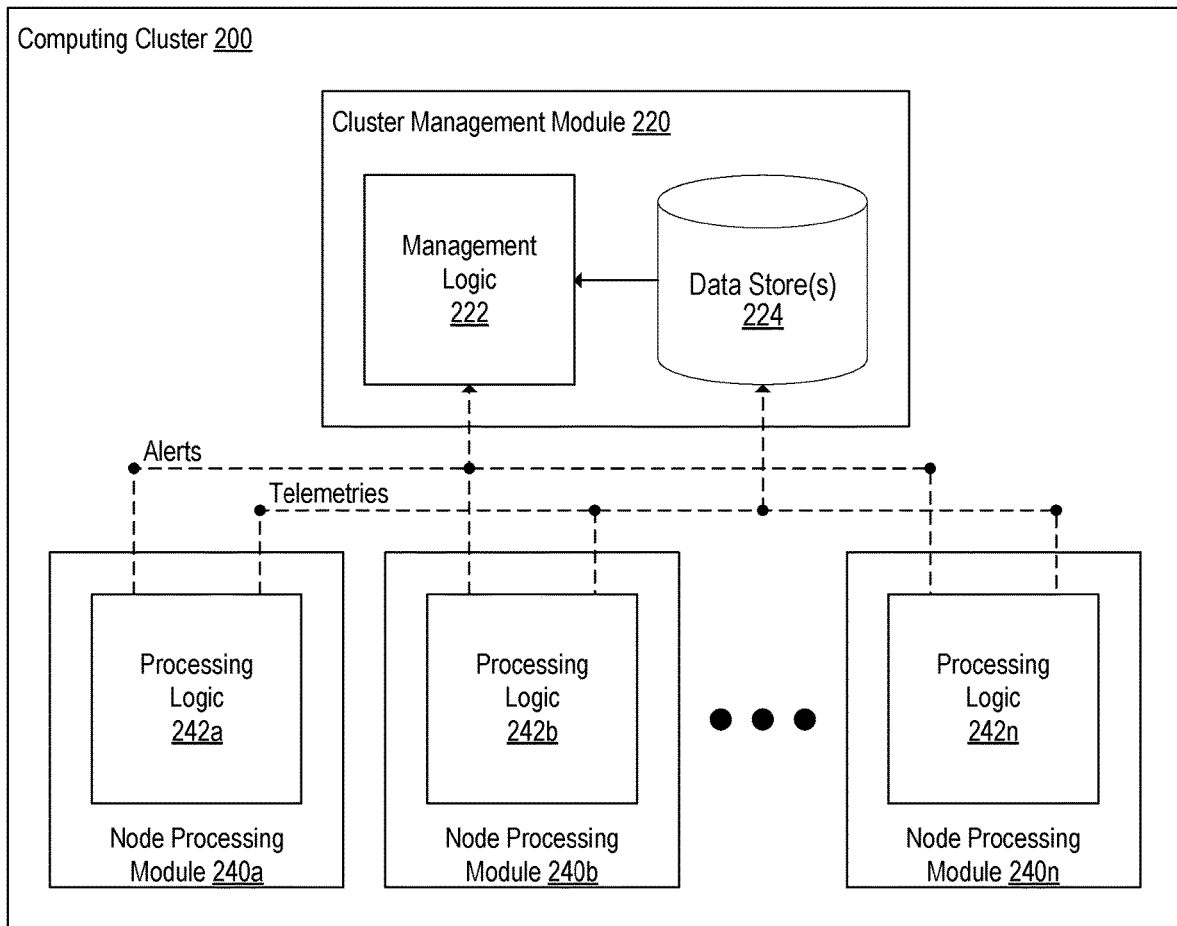 Computing Cluster 200
Cluster Management Module 220
Management
Logic
222
Data Store(s)
224
Alerts
Telemetries
Processing
Logic
242a
Processing
Logic
242b
Processing
Logic
242n
Node Processing
Module 240a
Node Processing
Module 240b
Node Processing
Module 240n